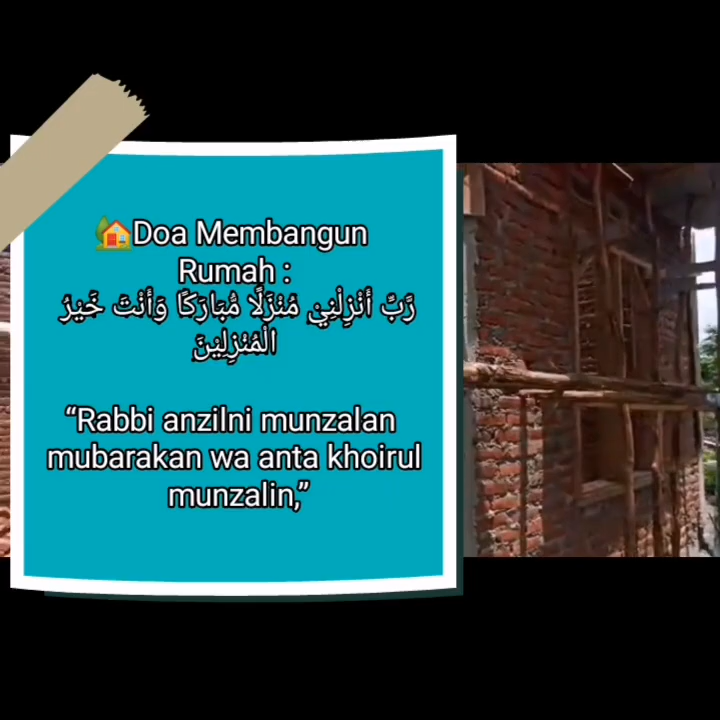 🏡Doa Membangun
Rumah :
رَّبِّ أَنْزِلْنِيْ مُنْزَلًا مُّبَارَكًا وَأَنْتَ خَيْرُ
الْمُنْزِلِيْنَ
“Rabbi anzilni munzalan
mubarakan wa anta khoirul
munzalin,”